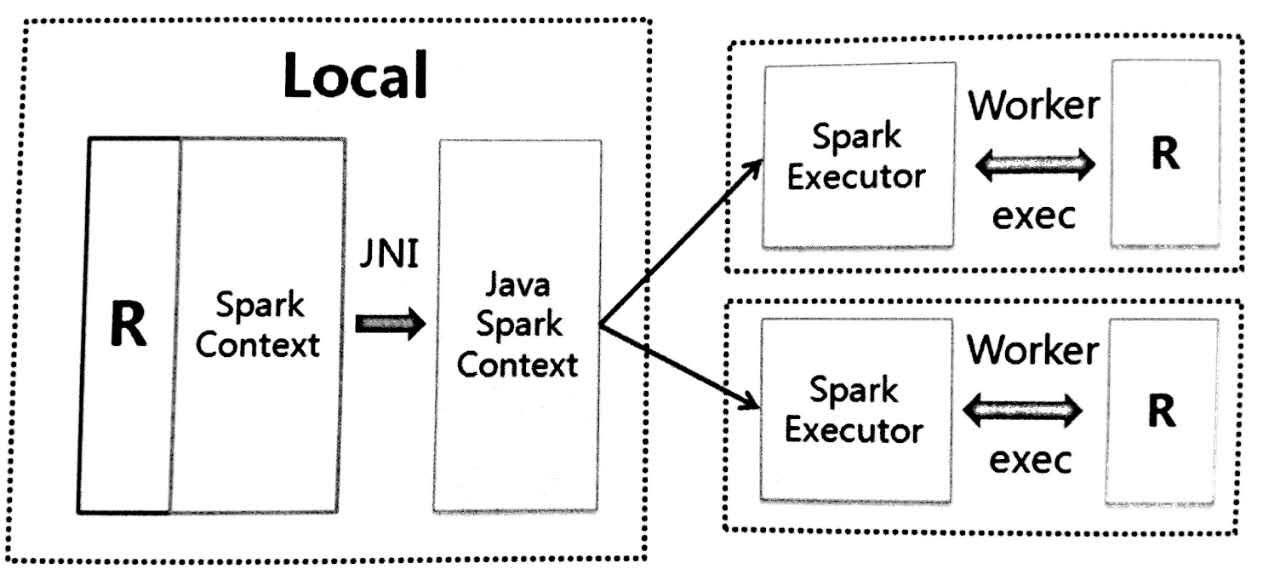 Local
R
Spark
Context
JNI
Java
Spark
Context
Spark
Executor
Worker
exec
R
Spark
Executor
Worker
exec
R